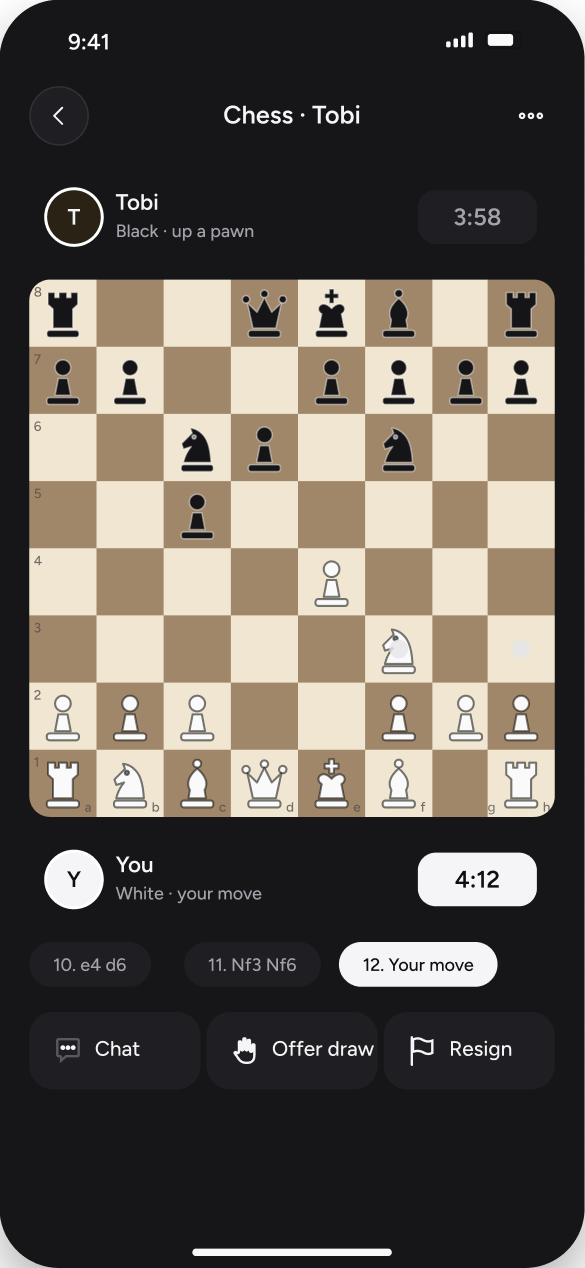 9:41
Chess · Tobi
T
Tobi
Black · up a pawn
3:58
8
7
6
5
4
3
2
1
a b c d e f g h
Y
You
White · your move
4:12
10. e4 d6 11. Nf3 Nf6 12. Your move
Chat Offer draw Resign